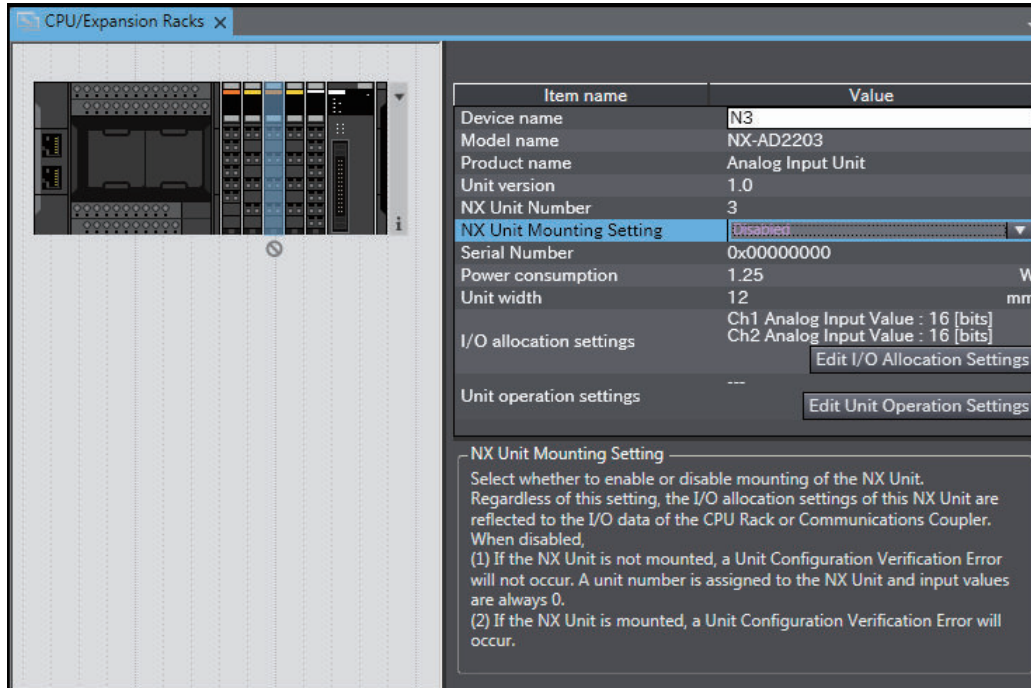 CPU/Expansion Racks
Item name Value
Device name N3
Model name NX-AD2203
Product name Analog Input Unit
Unit version 1.0
NX Unit Number 3
NX Unit Mounting Setting Disabled
Serial Number 0x00000000
Power consumption 1.25 W
Unit width 12 mm
I/O allocation settings
Ch1 Analog Input Value : 16 [bits]
Ch2 Analog Input Value : 16 [bits]
Edit I/O Allocation Settings
Unit operation settings
---
Edit Unit Operation Settings
NX Unit Mounting Setting
Select whether to enable or disable mounting of the NX Unit.
Regardless of this setting, the I/O allocation settings of this NX Unit are
reflected to the I/O data of the CPU Rack or Communications Coupler.
When disabled,
(1) If the NX Unit is not mounted, a Unit Configuration Verification Error
will not occur. A unit number is assigned to the NX Unit and input values
are always 0.
(2) If the NX Unit is mounted, a Unit Configuration Verification Error will
occur.